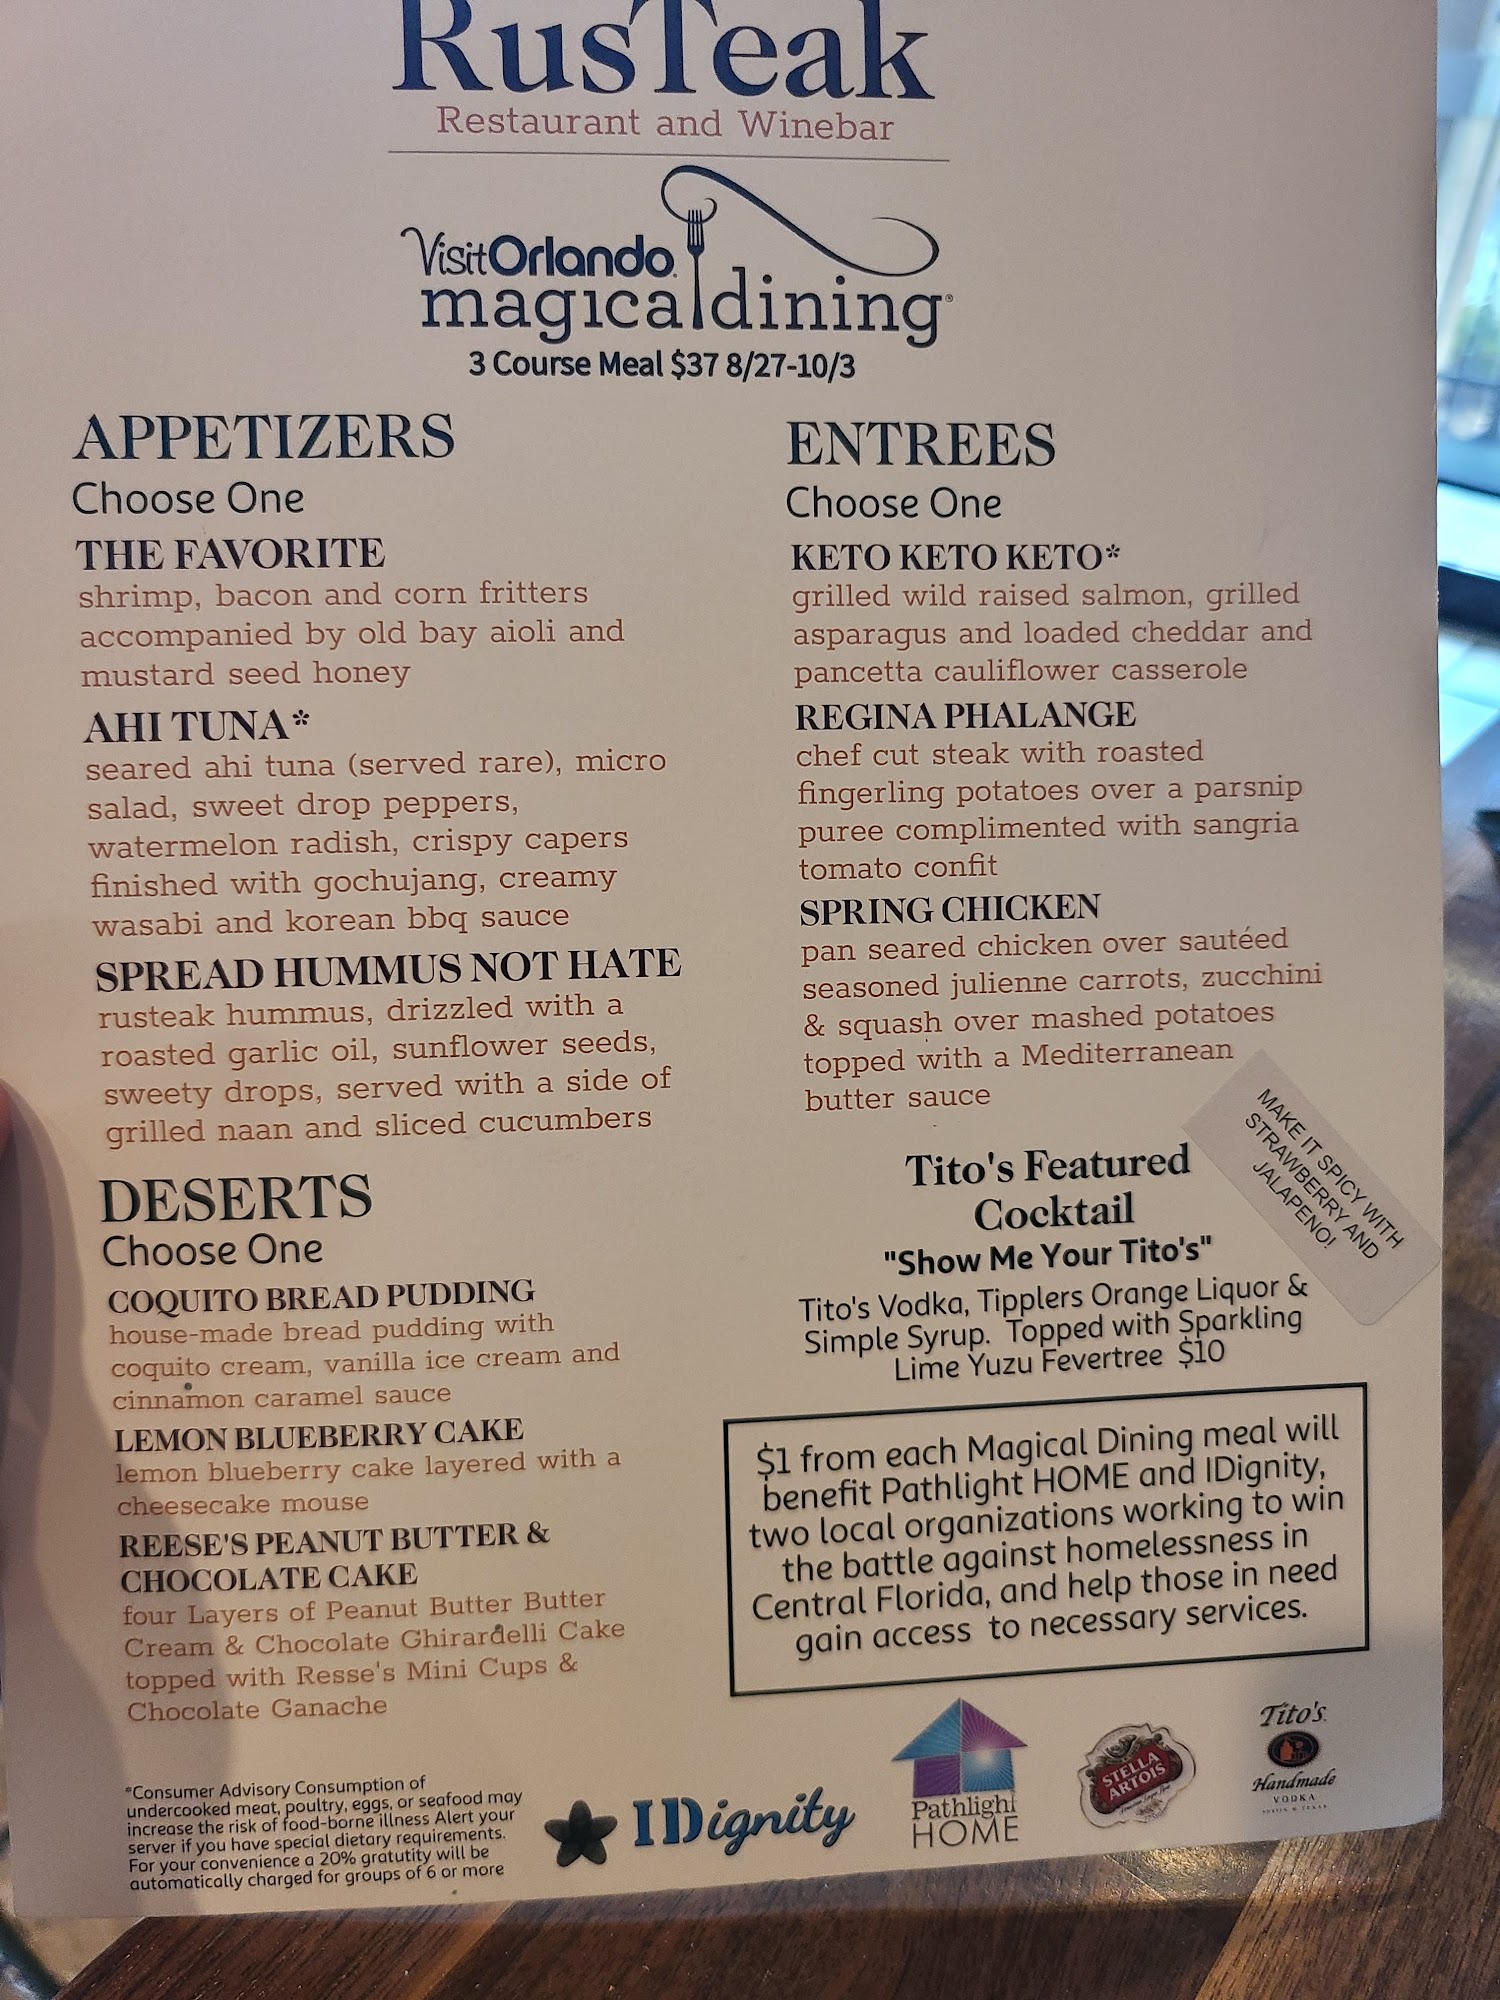 RusTeak
Restaurant and Winebar
Visit Orlando
magical dining®
3 Course Meal $37 8/27-10/3
APPETIZERS
Choose One
THE FAVORITE
shrimp, bacon and corn fritters
accompanied by old bay aioli and
mustard seed honey
AHI TUNA*
seared ahi tuna (served rare), micro
salad, sweet drop peppers,
watermelon radish, crispy capers
finished with gochujang, creamy
wasabi and korean bbq sauce
SPREAD HUMMUS NOT HATE
rusteak hummus, drizzled with a
roasted garlic oil, sunflower seeds,
sweety drops, served with a side of
grilled naan and sliced cucumbers
DESERTS
Choose One
COQUITO BREAD PUDDING
house-made bread pudding with
coquito cream, vanilla ice cream and
cinnamon caramel sauce
LEMON BLUEBERRY CAKE
lemon blueberry cake layered with a
cheesecake mouse
REESE'S PEANUT BUTTER &
CHOCOLATE CAKE
four Layers of Peanut Butter Butter
Cream & Chocolate Ghirardelli Cake
topped with Resse's Mini Cups &
Chocolate Ganache
*Consumer Advisory Consumption of
undercooked meat, poultry, eggs, or seafood may
increase the risk of food-borne illness Alert your
server if you have special dietary requirements.
For your convenience a 20% gratutity will be
automatically charged for groups of 6 or more
ENTREES
Choose One
KETO KETO KETO*
grilled wild raised salmon, grilled
asparagus and loaded cheddar and
pancetta cauliflower casserole
REGINA PHALANGE
chef cut steak with roasted
fingerling potatoes over a parsnip
puree complimented with sangria
tomato confit
SPRING CHICKEN
pan seared chicken over sautéed
seasoned julienne carrots, zucchini
& squash over mashed potatoes
topped with a Mediterranean
butter sauce
MAKE IT SPICY WITH
STRAWBERRY AND
JALAPENO!
Tito's Featured
Cocktail
"Show Me Your Tito's"
Tito's Vodka, Tipplers Orange Liquor &
Simple Syrup. Topped with Sparkling
Lime Yuzu Fevertree $10
$1 from each Magical Dining meal will
benefit Pathlight HOME and IDignity,
two local organizations working to win
the battle against homelessness in
Central Florida, and help those in need
gain access to necessary services.
IDignity
Pathlight
HOME
STELLA
ARTOIS
Tito's
Handmade
VODKA